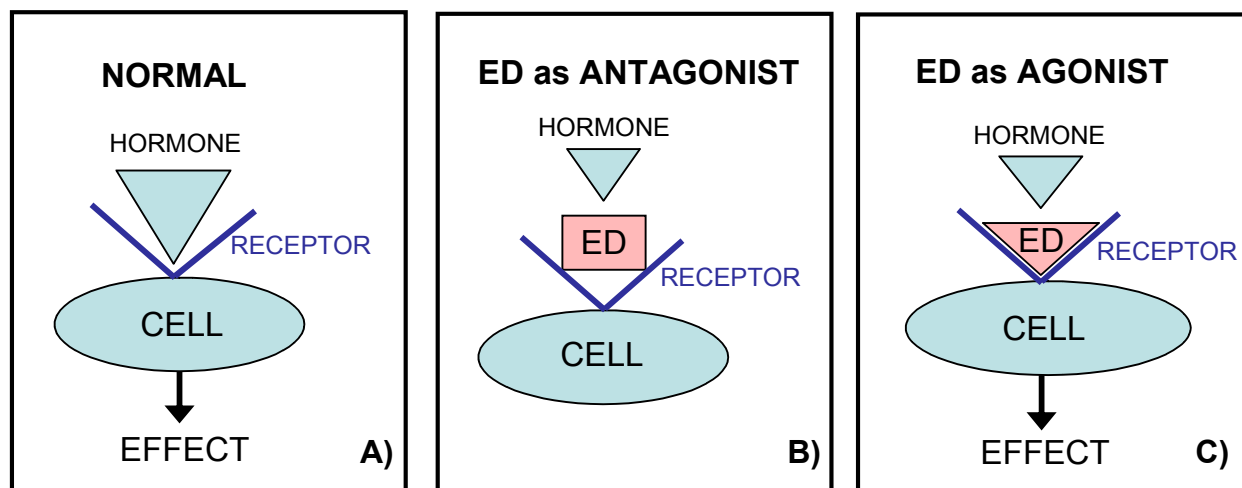 NORMAL
HORMONE
RECEPTOR
CELL
EFFECT
A)
ED as ANTAGONIST
HORMONE
ED
RECEPTOR
CELL
B)
ED as AGONIST
HORMONE
ED
RECEPTOR
CELL
EFFECT
C)